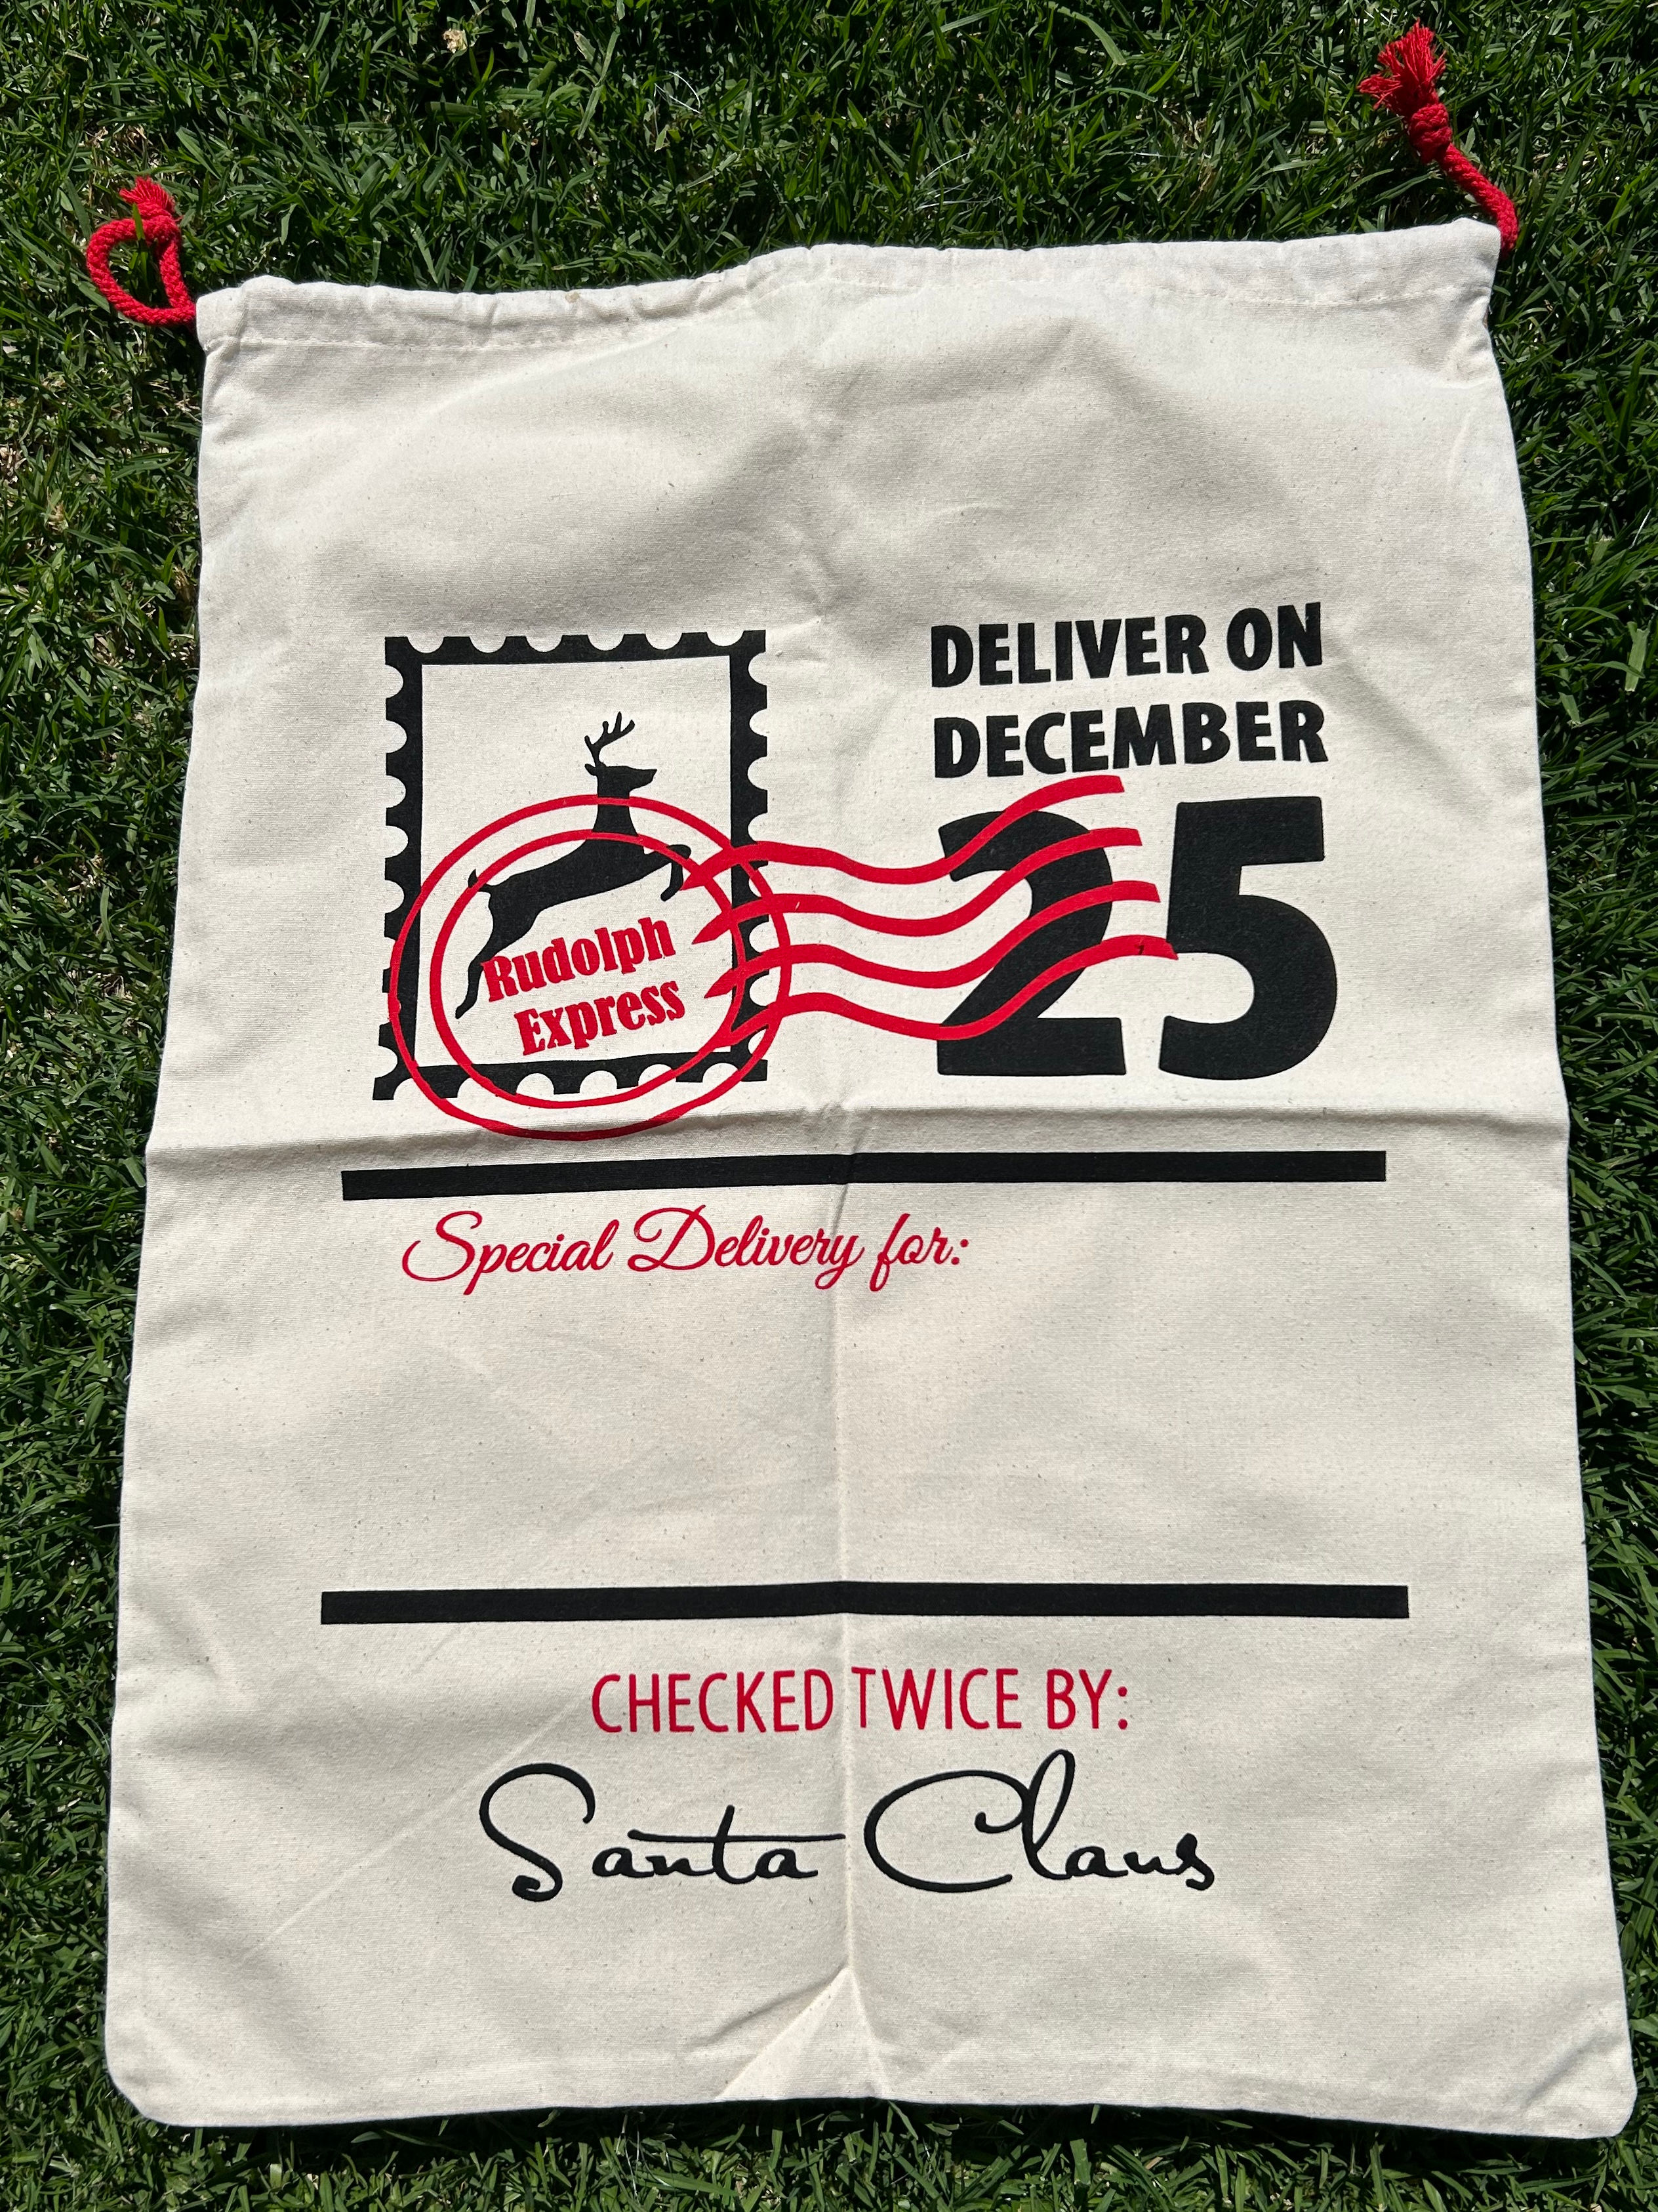 DELIVER ON
DECEMBER
25
Rudolph
Express
Special Delivery for:
CHECKED TWICE BY:
Santa Claus